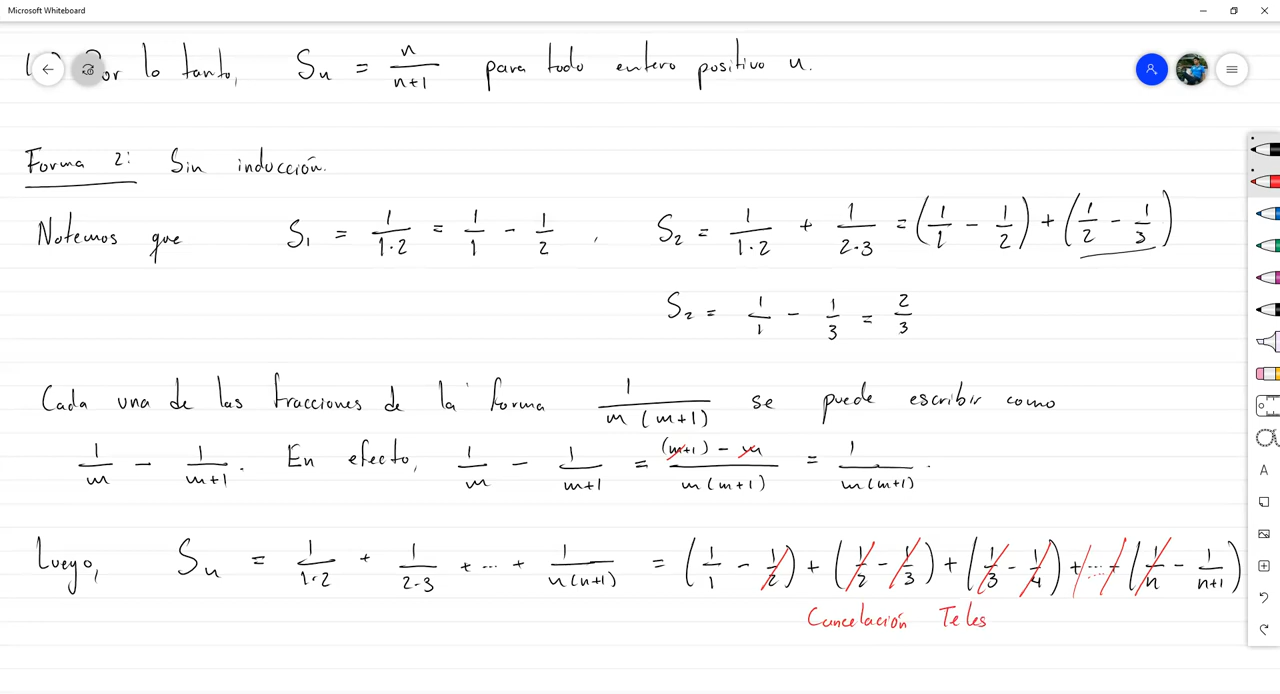 Microsoft Whiteboard
Por lo tanto, Sₙ = n/(n+1) para todo entero positivo n.
Forma 2: Sin inducción.
Notemos que S₁ = 1/(1·2) = 1/1 - 1/2 , S₂ = 1/(1·2) + 1/(2·3) = (1/1 - 1/2) + (1/2 - 1/3)
S₂ = 1/1 - 1/3 = 2/3
Cada una de las fracciones de la forma 1/(m(m+1)) se puede escribir como
1/m - 1/(m+1). En efecto, 1/m - 1/(m+1) = ((m+1) - m)/(m(m+1)) = 1/(m(m+1)).
Luego, Sₙ = 1/(1·2) + 1/(2·3) + ... + 1/(n(n+1)) = (1/1 - 1/2) + (1/2 - 1/3) + (1/3 - 1/4) + ... + (1/n - 1/(n+1))
Cancelación Teles
A